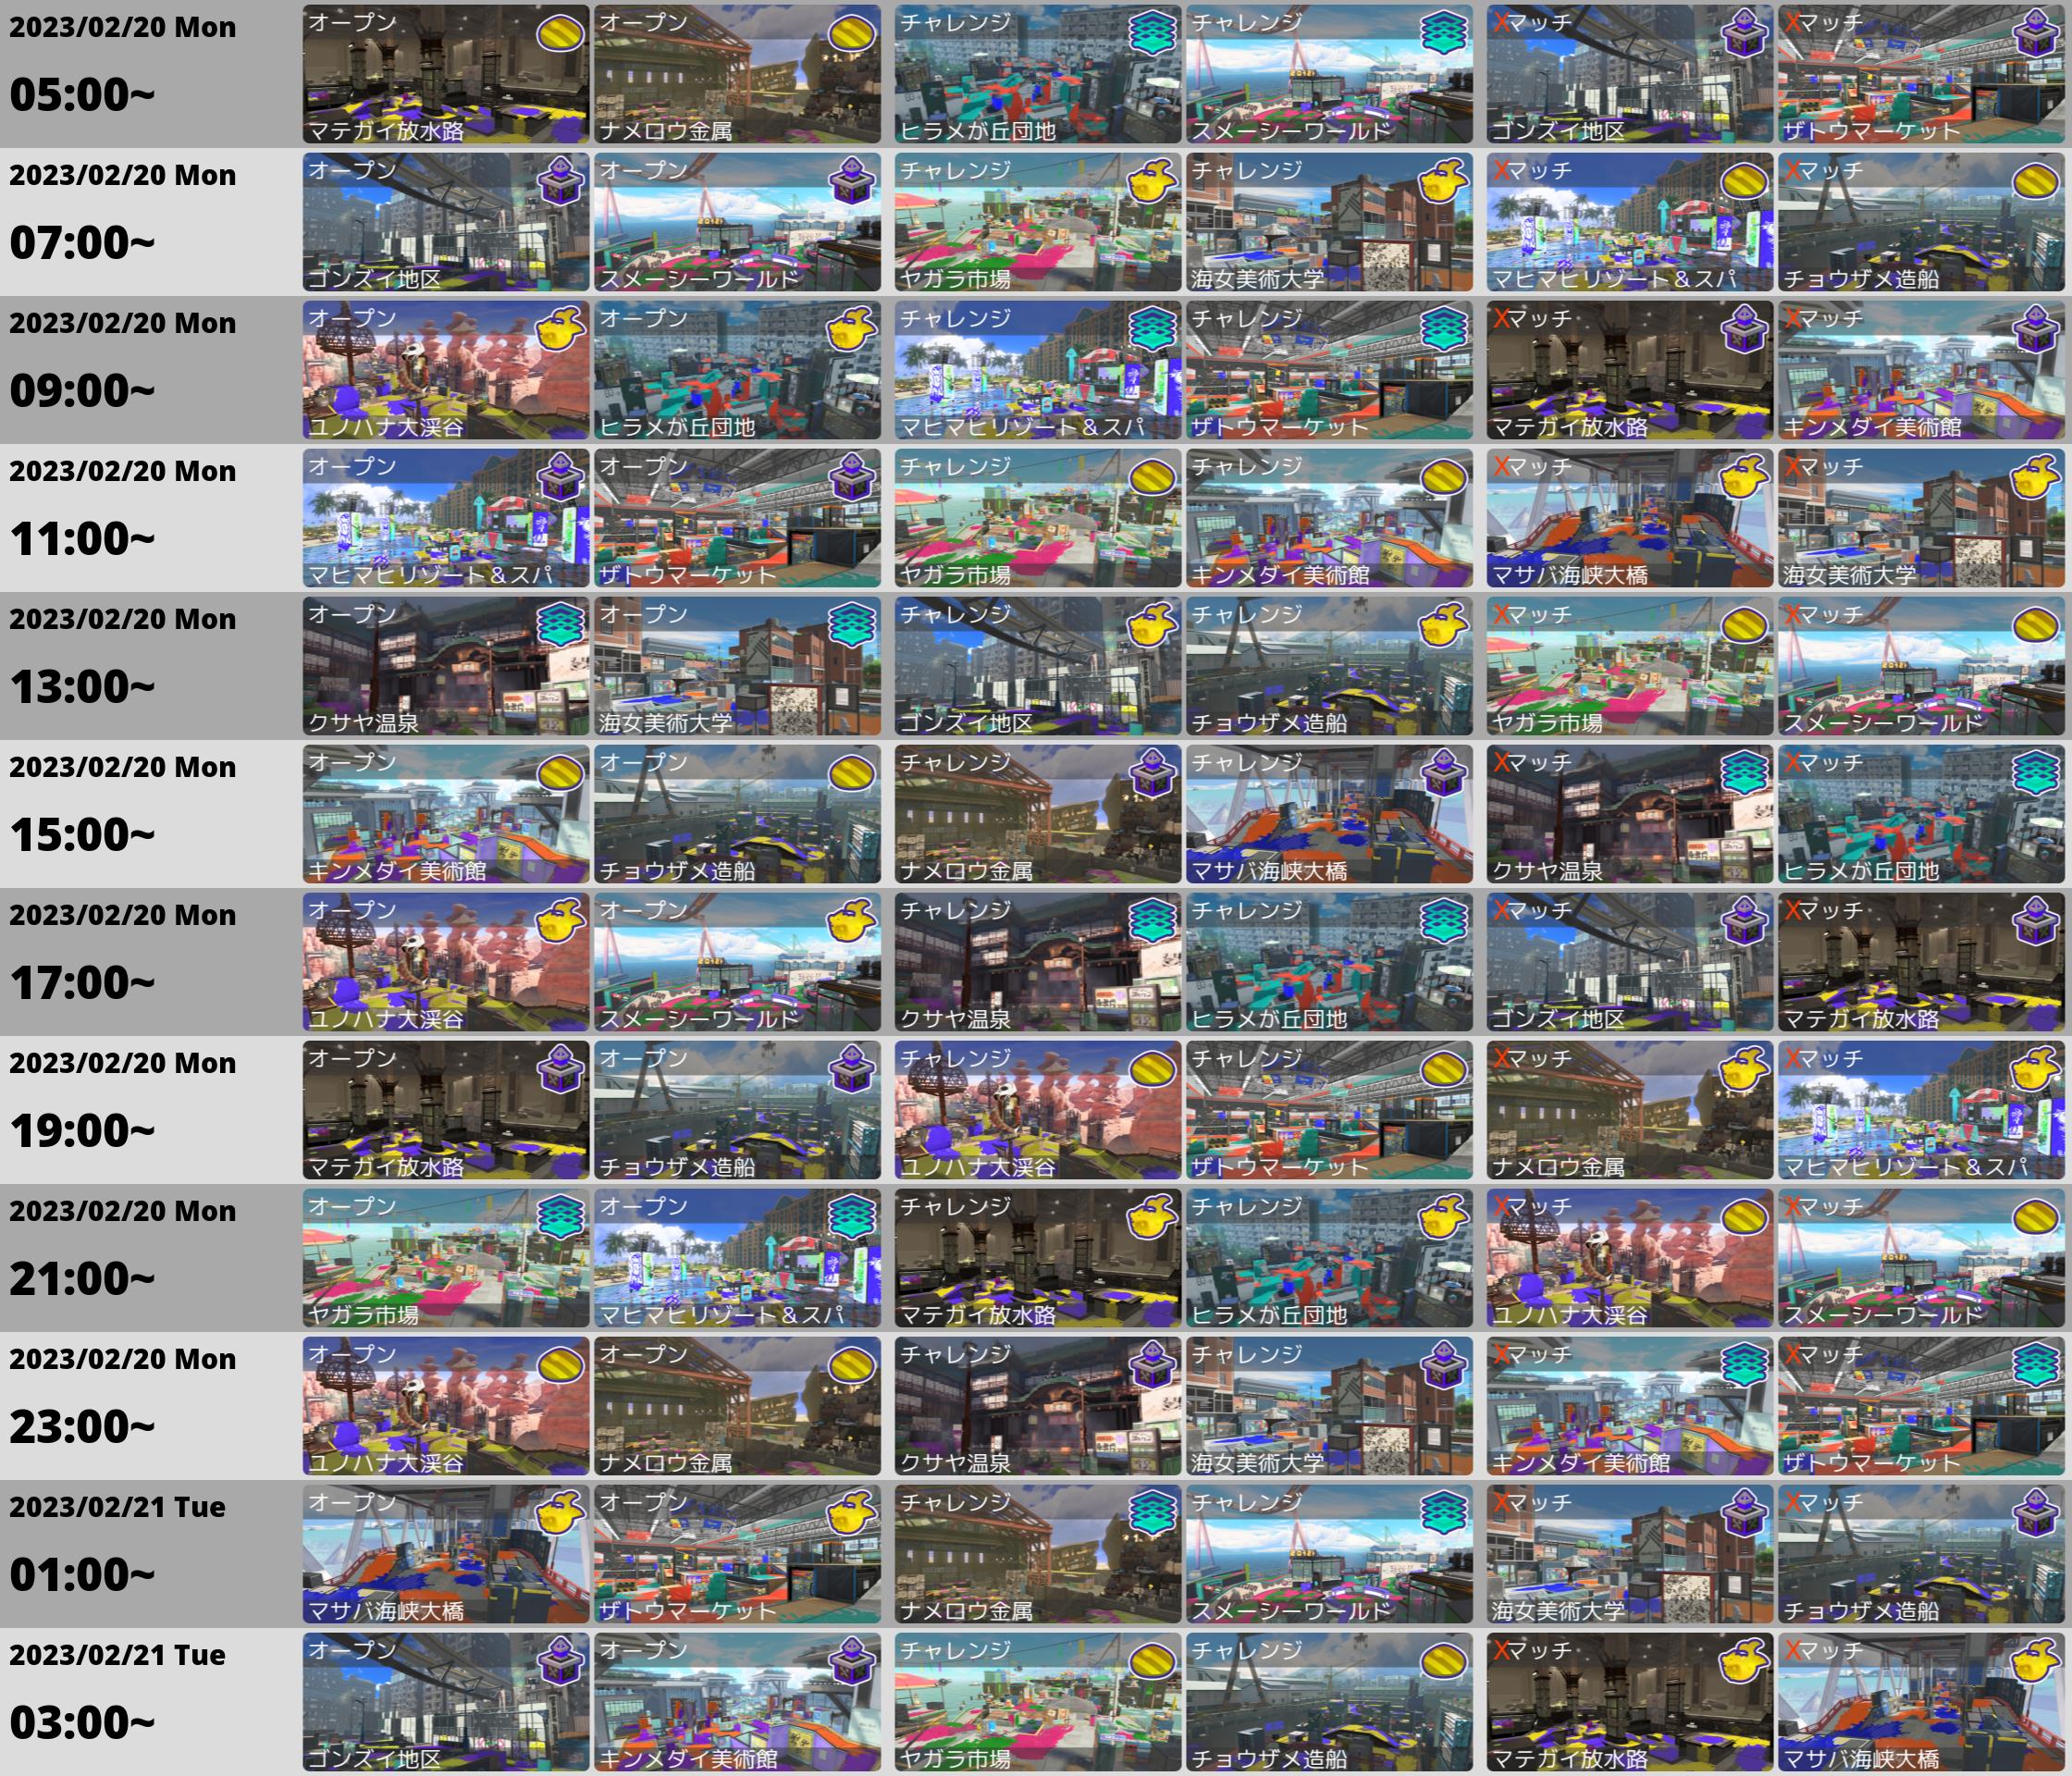 2023/02/20 Mon
05:00~
オープン オープン チャレンジ チャレンジ Xマッチ Xマッチ
マテガイ放水路 ナメロウ金属 ヒラメが丘団地 スメーシーワールド ゴンズイ地区 ザトウマーケット
2023/02/20 Mon
07:00~
オープン オープン チャレンジ チャレンジ Xマッチ Xマッチ
ゴンズイ地区 スメーシーワールド ヤガラ市場 海女美術大学 マヒマヒリゾート&スパ チョウザメ造船
2023/02/20 Mon
09:00~
オープン オープン チャレンジ チャレンジ Xマッチ Xマッチ
ユノハナ大渓谷 ヒラメが丘団地 マヒマヒリゾート&スパ ザトウマーケット マテガイ放水路 キンメダイ美術館
2023/02/20 Mon
11:00~
オープン オープン チャレンジ チャレンジ Xマッチ Xマッチ
マヒマヒリゾート&スパ ザトウマーケット ヤガラ市場 キンメダイ美術館 マサバ海峡大橋 海女美術大学
2023/02/20 Mon
13:00~
オープン オープン チャレンジ チャレンジ Xマッチ Xマッチ
クサヤ温泉 海女美術大学 ゴンズイ地区 チョウザメ造船 ヤガラ市場 スメーシーワールド
2023/02/20 Mon
15:00~
オープン オープン チャレンジ チャレンジ Xマッチ Xマッチ
キンメダイ美術館 チョウザメ造船 ナメロウ金属 マサバ海峡大橋 クサヤ温泉 ヒラメが丘団地
2023/02/20 Mon
17:00~
オープン オープン チャレンジ チャレンジ Xマッチ Xマッチ
ユノハナ大渓谷 スメーシーワールド クサヤ温泉 ヒラメが丘団地 ゴンズイ地区 マテガイ放水路
2023/02/20 Mon
19:00~
オープン オープン チャレンジ チャレンジ Xマッチ Xマッチ
マテガイ放水路 チョウザメ造船 ユノハナ大渓谷 ザトウマーケット ナメロウ金属 マヒマヒリゾート&スパ
2023/02/20 Mon
21:00~
オープン オープン チャレンジ チャレンジ Xマッチ Xマッチ
ヤガラ市場 マヒマヒリゾート&スパ マテガイ放水路 ヒラメが丘団地 ユノハナ大渓谷 スメーシーワールド
2023/02/20 Mon
23:00~
オープン オープン チャレンジ チャレンジ Xマッチ Xマッチ
ユノハナ大渓谷 ナメロウ金属 クサヤ温泉 海女美術大学 キンメダイ美術館 ザトウマーケット
2023/02/21 Tue
01:00~
オープン オープン チャレンジ チャレンジ Xマッチ Xマッチ
マサバ海峡大橋 ザトウマーケット ナメロウ金属 スメーシーワールド 海女美術大学 チョウザメ造船
2023/02/21 Tue
03:00~
オープン オープン チャレンジ チャレンジ Xマッチ Xマッチ
ゴンズイ地区 キンメダイ美術館 ヤガラ市場 チョウザメ造船 マテガイ放水路 マサバ海峡大橋